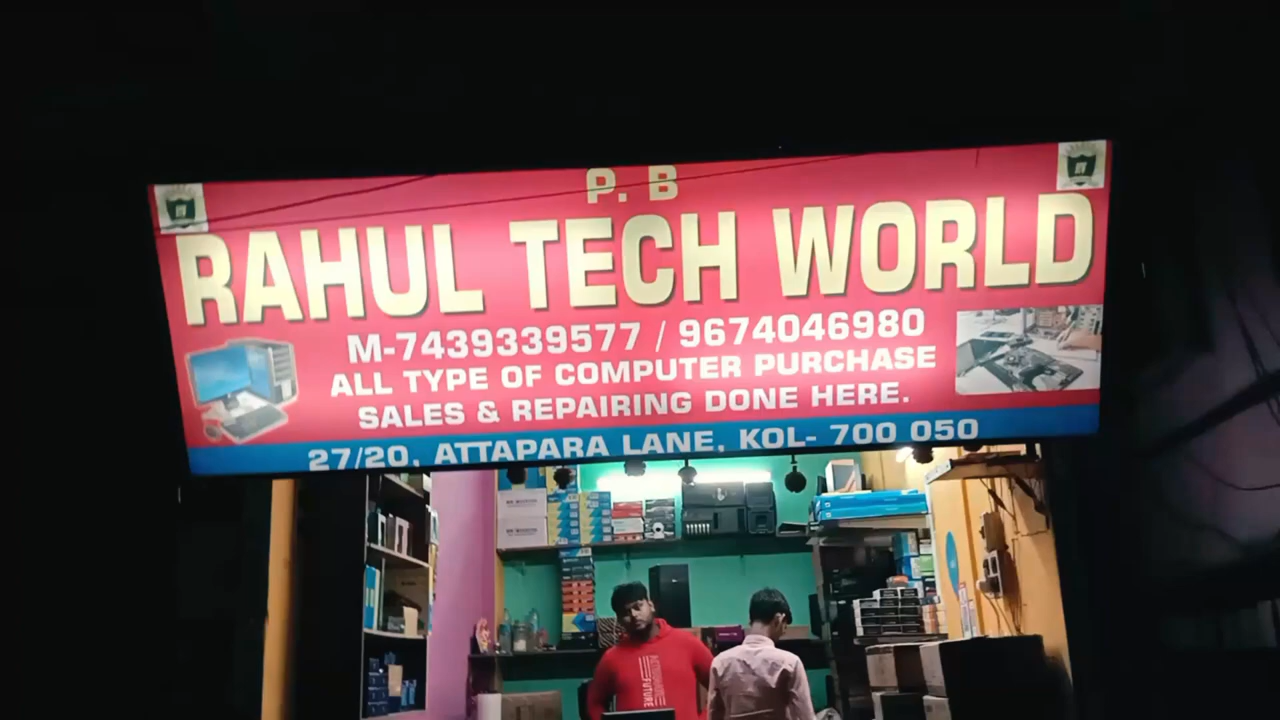 P. B
RAHUL TECH WORLD
M-7439339577 / 9674046980
ALL TYPE OF COMPUTER PURCHASE
SALES & REPAIRING DONE HERE.
27/20, ATTAPARA LANE, KOL- 700 050
FUTURE